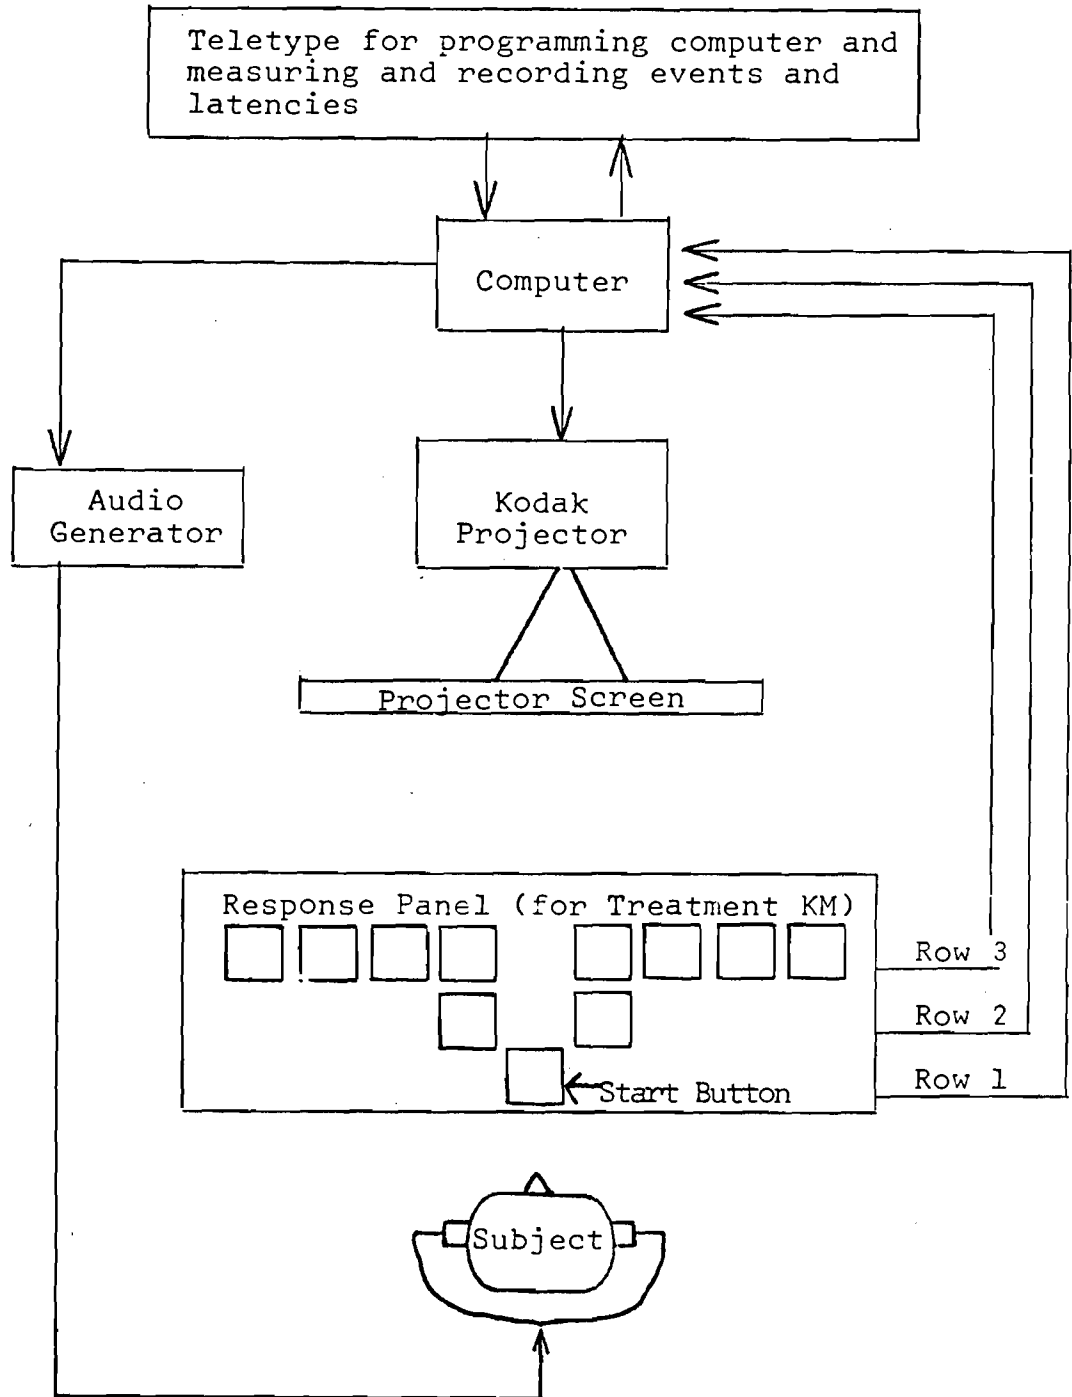 Teletype for programming computer and
measuring and recording events and
latencies
Computer
Audio
Generator
Kodak
Projector
Projector Screen
Response Panel (for Treatment KM)
Row 3
Row 2
Row 1
Start Button
Subject